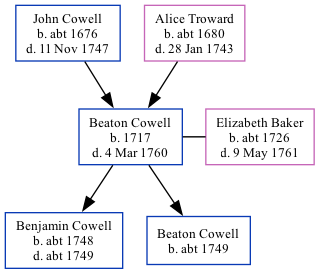 John Cowell
b. abt 1676
d. 11 Nov 1747
Alice Troward
b. abt 1680
d. 28 Jan 1743
Beaton Cowell
b. 1717
d. 4 Mar 1760
Elizabeth Baker
b. abt 1726
d. 9 May 1761
Benjamin Cowell
b. abt 1748
d. abt 1749
Beaton Cowell
b. abt 1749